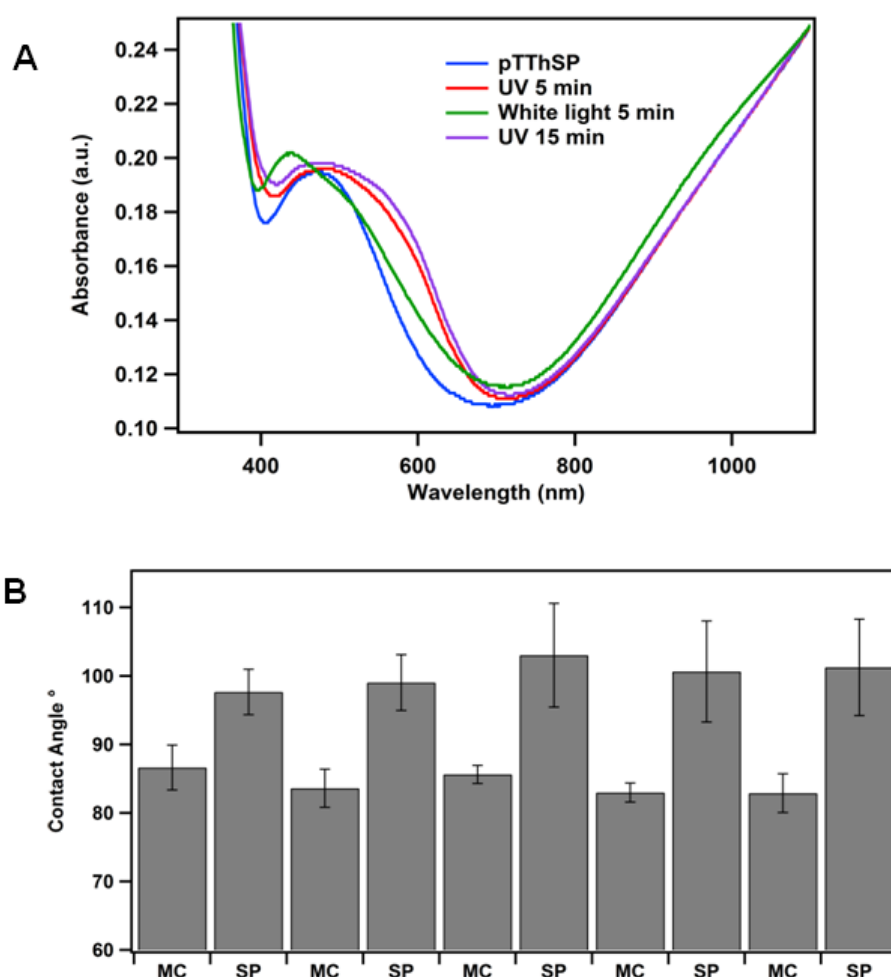 A
0.24
0.22
0.20
0.18
0.16
0.14
0.12
0.10
Absorbance (a.u.)
pTThSP
UV 5 min
White light 5 min
UV 15 min
400 600 800 1000
Wavelength (nm)
B
110
100
90
80
70
60
Contact Angle °
MC SP MC SP MC SP MC SP MC SP